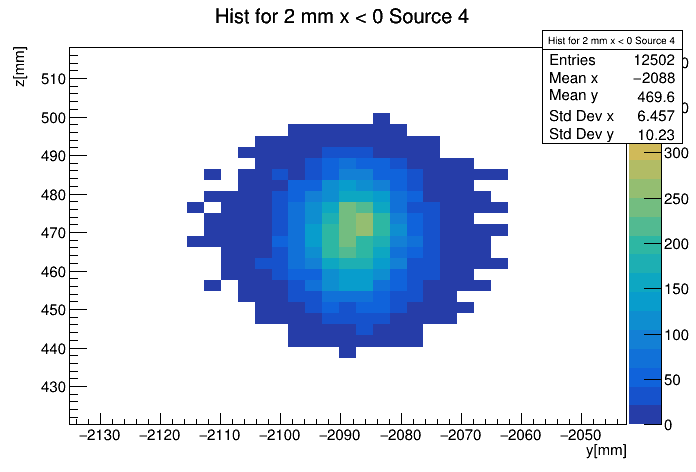 Hist for 2 mm x < 0 Source 4
Hist for 2 mm x < 0 Source 4
Entries 12502
Mean x −2088
Mean y 469.6
Std Dev x 6.457
Std Dev y 10.23
z[mm]
510
500
490
480
470
460
450
440
430
300
250
200
150
100
50
0
−2130 −2120 −2110 −2100 −2090 −2080 −2070 −2060 −2050
y[mm]